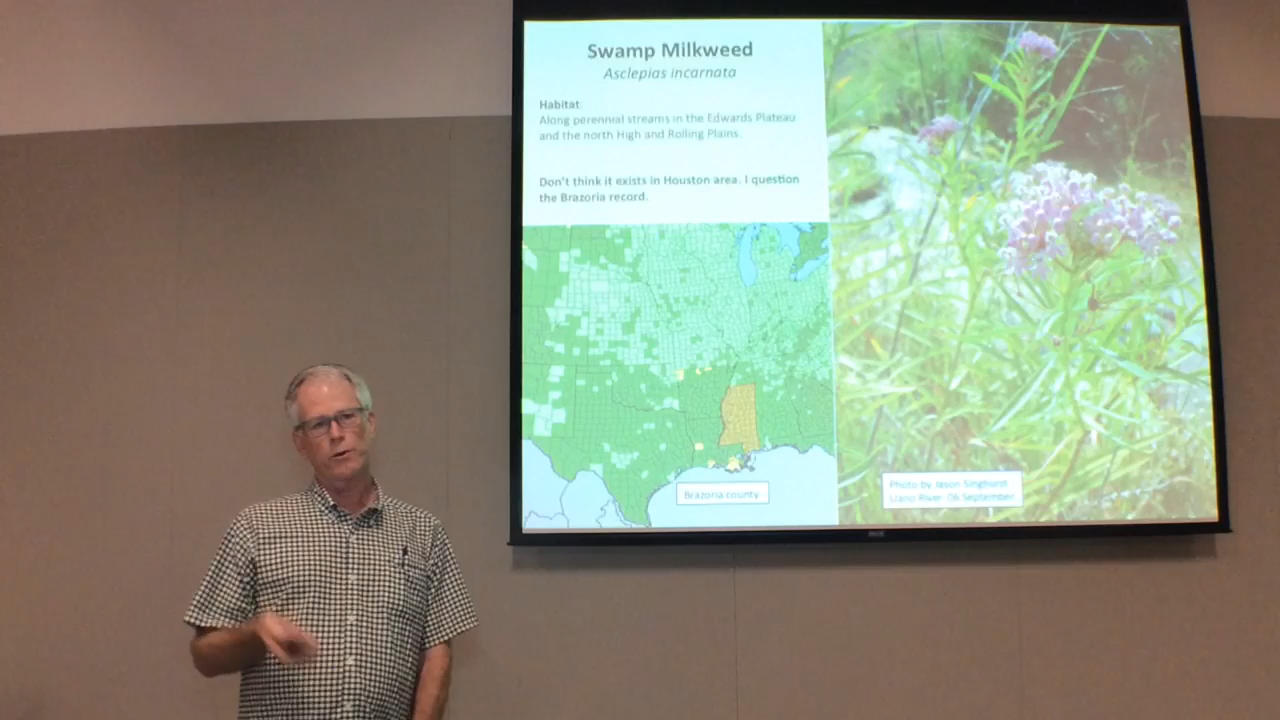 Swamp Milkweed
Asclepias incarnata
Habitat:
Along perennial streams in the Edwards Plateau
and the north High and Rolling Plains.
Don't think it exists in Houston area. I question
the Brazoria record.
Brazoria county
Photo by Jason Singhurst
Llano River 06 September